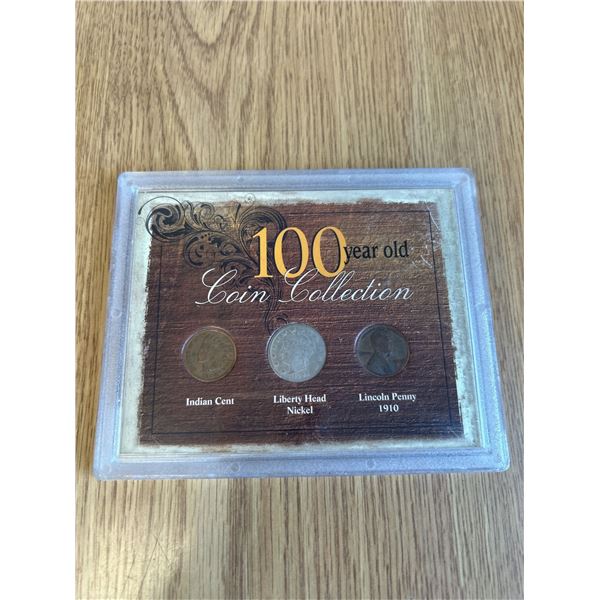 100 year old
Coin Collection
Indian Cent
Liberty Head
Nickel
Lincoln Penny
1910